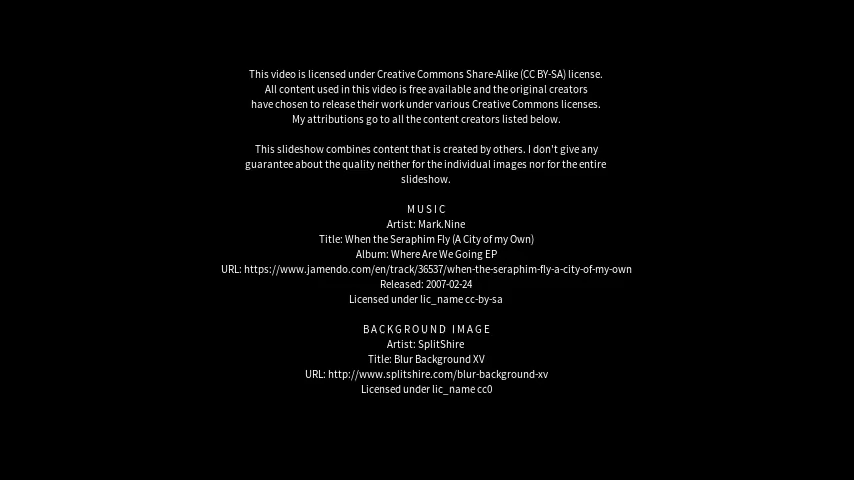 This video is licensed under Creative Commons Share-Alike (CC BY-SA) license.
All content used in this video is free available and the original creators
have chosen to release their work under various Creative Commons licenses.
My attributions go to all the content creators listed below.
This slideshow combines content that is created by others. I don't give any
guarantee about the quality neither for the individual images nor for the entire
slideshow.
MUSIC
Artist: Mark.Nine
Title: When the Seraphim Fly (A City of my Own)
Album: Where Are We Going EP
URL: https://www.jamendo.com/en/track/36537/when-the-seraphim-fly-a-city-of-my-own
Released: 2007-02-24
Licensed under lic_name cc-by-sa
BACKGROUND IMAGE
Artist: SplitShire
Title: Blur Background XV
URL: http://www.splitshire.com/blur-background-xv
Licensed under lic_name cc0